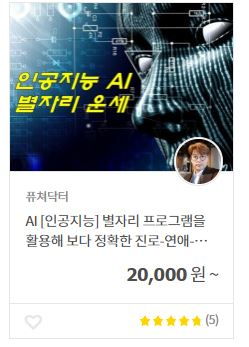 인공지능 AI
별자리 운세
퓨쳐닥터
AI [인공지능] 별자리 프로그램을
활용해 보다 정확한 진로-연애-…
20,000 원 ~
(5)